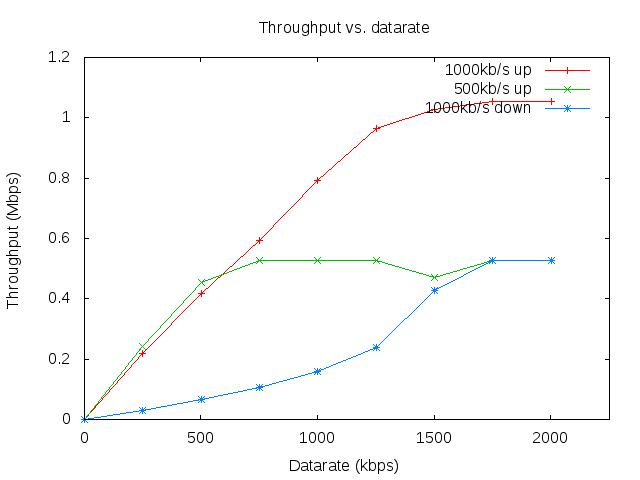 Throughput vs. datarate
1.2
1
0.8
0.6
0.4
0.2
0
Throughput (Mbps)
1000kb/s up
500kb/s up
1000kb/s down
0 500 1000 1500 2000
Datarate (kbps)